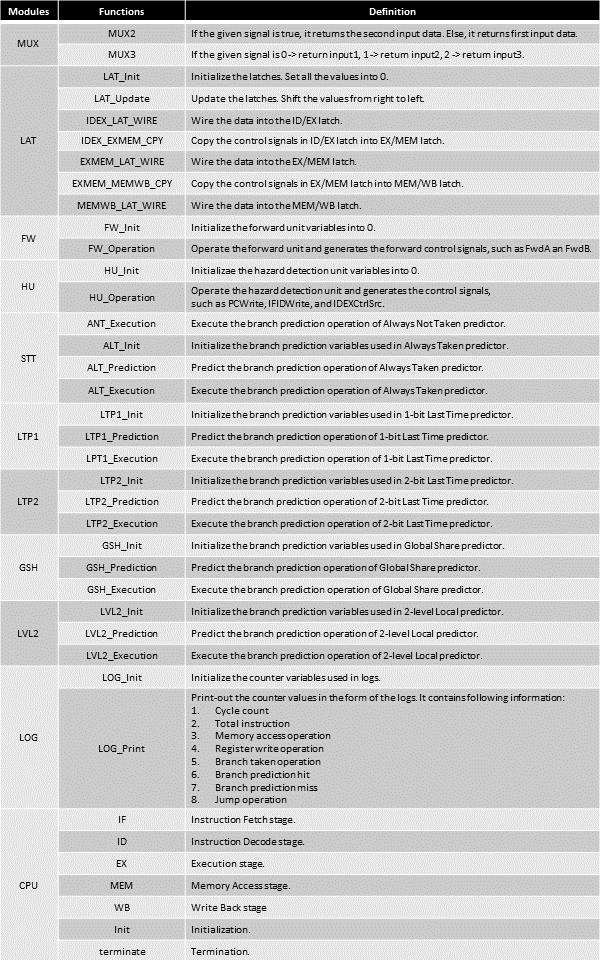 Modules Functions Definition
MUX
MUX2 If the given signal is true, it returns the second input data. Else, it returns first input data.
MUX3 If the given signal is 0 -> return input1, 1 -> return input2, 2 -> return input3.
LAT
LAT_Init Initialize the latches. Set all the values into 0.
LAT_Update Update the latches. Shift the values from right to left.
IDEX_LAT_WIRE Wire the data into the ID/EX latch.
IDEX_EXMEM_CPY Copy the control signals in ID/EX latch into EX/MEM latch.
EXMEM_LAT_WIRE Wire the data into the EX/MEM latch.
EXMEM_MEMWB_CPY Copy the control signals in EX/MEM latch into MEM/WB latch.
MEMWB_LAT_WIRE Wire the data into the MEM/WB latch.
FW
FW_Init Initialize the forward unit variables into 0.
FW_Operation Operate the forward unit and generates the forward control signals, such as FwdA an FwdB.
HU
HU_Init Initializae the hazard detection unit variables into 0.
HU_Operation Operate the hazard detection unit and generates the control signals,
such as PCWrite, IFIDWrite, and IDEXCtrlSrc.
STT
ANT_Execution Execute the branch prediction operation of Always Not Taken predictor.
ALT_Init Initialize the branch prediction variables used in Always Taken predictor.
ALT_Prediction Predict the branch prediction operation of Always Taken predictor.
ALT_Execution Execute the branch prediction operation of Always Taken predictor.
LTP1
LTP1_Init Initialize the branch prediction variables used in 1-bit Last Time predictor.
LTP1_Prediction Predict the branch prediction operation of 1-bit Last Time predictor.
LPT1_Execution Execute the branch prediction operation of 1-bit Last Time predictor.
LTP2
LTP2_Init Initialize the branch prediction variables used in 2-bit Last Time predictor.
LTP2_Prediction Predict the branch prediction operation of 2-bit Last Time predictor.
LTP2_Execution Execute the branch prediction operation of 2-bit Last Time predictor.
GSH
GSH_Init Initialize the branch prediction variables used in Global Share predictor.
GSH_Prediction Predict the branch prediction operation of Global Share predictor.
GSH_Execution Execute the branch prediction operation of Global Share predictor.
LVL2
LVL2_Init Initialize the branch prediction variables used in 2-level Local predictor.
LVL2_Prediction Predict the branch prediction operation of 2-level Local predictor.
LVL2_Execution Execute the branch prediction operation of 2-level Local predictor.
LOG
LOG_Init Initialize the counter variables used in logs.
LOG_Print Print-out the counter values in the form of the logs. It contains following information:
1. Cycle count
2. Total instruction
3. Memory access operation
4. Register write operation
5. Branch taken operation
6. Branch prediction hit
7. Branch prediction miss
8. Jump operation
CPU
IF Instruction Fetch stage.
ID Instruction Decode stage.
EX Execution stage.
MEM Memory Access stage.
WB Write Back stage
Init Initialization.
terminate Termination.